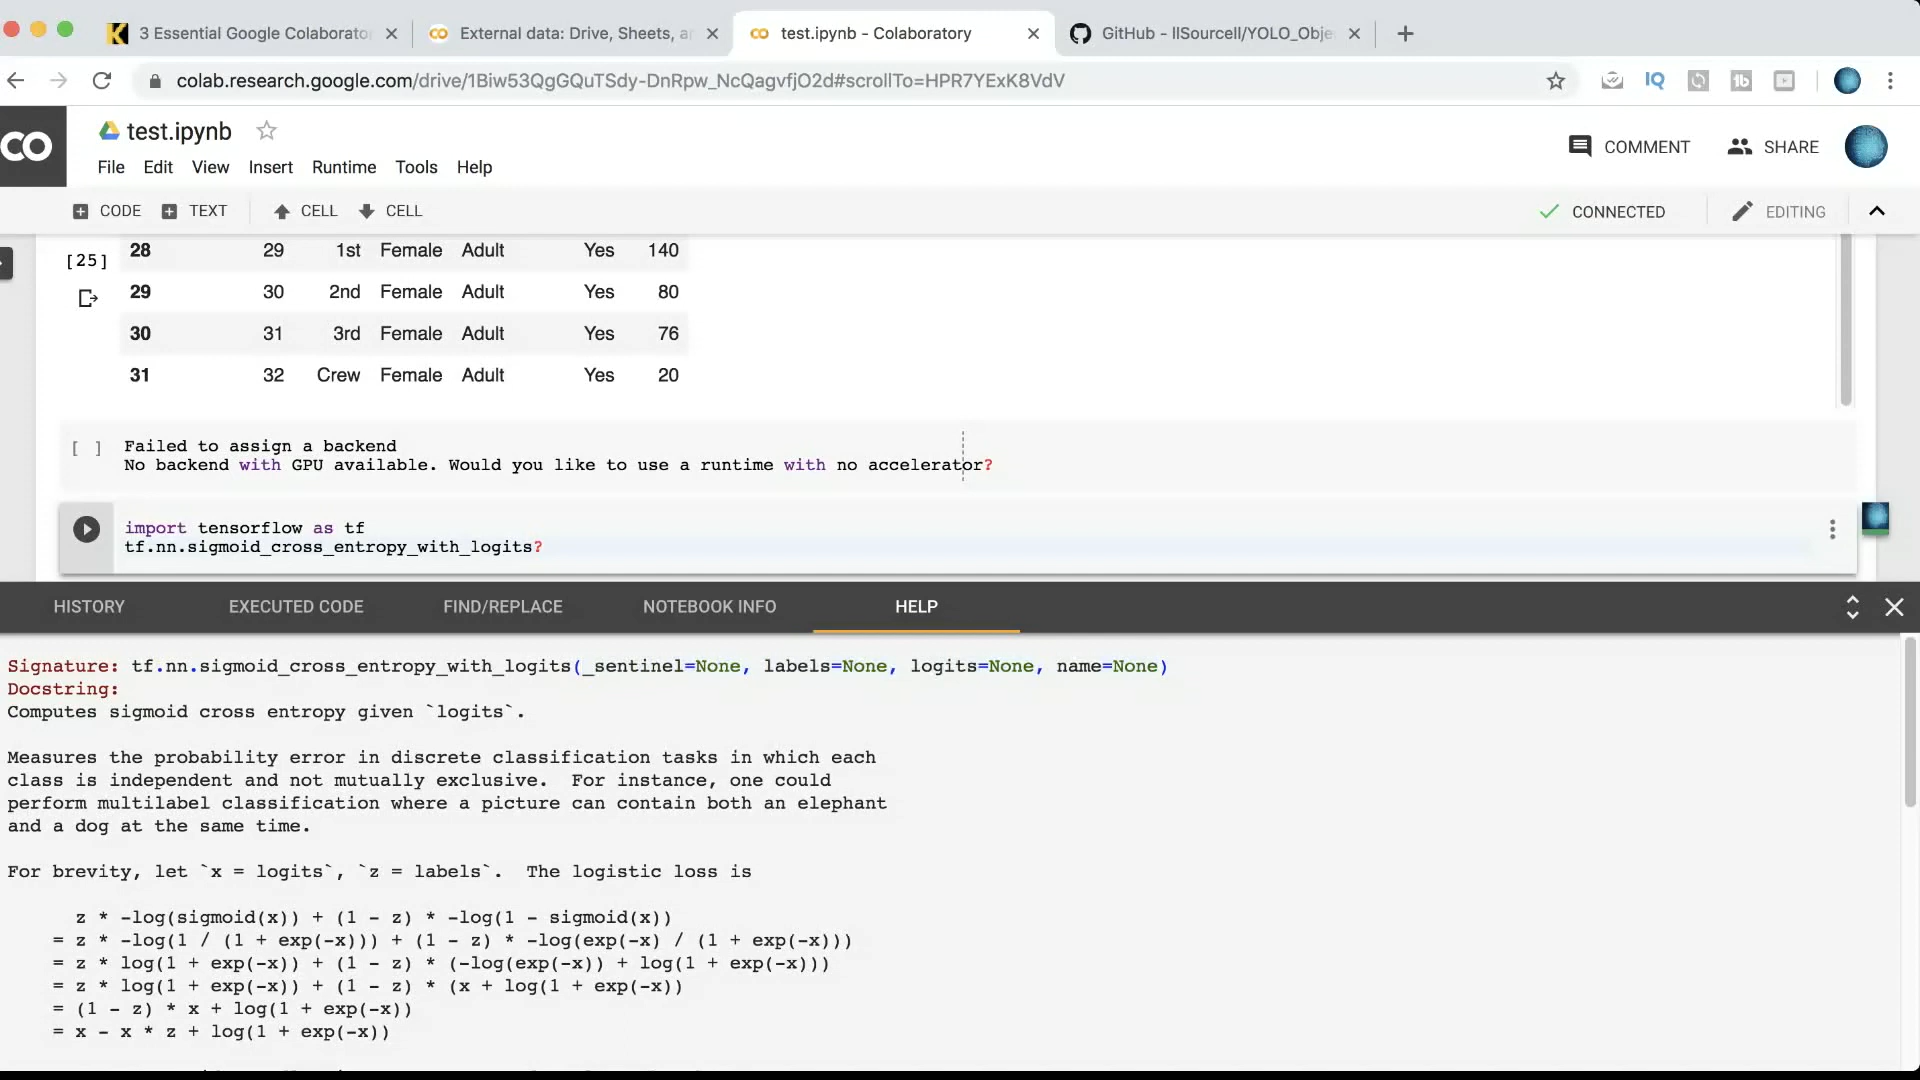 3 Essential Google Colaborato
External data: Drive, Sheets, a
test.ipynb - Colaboratory
GitHub - llSourcell/YOLO_Obje
colab.research.google.com/drive/1Biw53QgGQuTSdy-DnRpw_NcQagvfjO2d#scrollTo=HPR7YExK8VdV
test.ipynb
COMMENT SHARE
File Edit View Insert Runtime Tools Help
CODE TEXT CELL CELL CONNECTED EDITING
[25]
28 29 1st Female Adult Yes 140
29 30 2nd Female Adult Yes 80
30 31 3rd Female Adult Yes 76
31 32 Crew Female Adult Yes 20
[ ] Failed to assign a backend
No backend with GPU available. Would you like to use a runtime with no accelerator?
import tensorflow as tf
tf.nn.sigmoid_cross_entropy_with_logits?
HISTORY EXECUTED CODE FIND/REPLACE NOTEBOOK INFO HELP
Signature: tf.nn.sigmoid_cross_entropy_with_logits(_sentinel=None, labels=None, logits=None, name=None)
Docstring:
Computes sigmoid cross entropy given `logits`.
Measures the probability error in discrete classification tasks in which each
class is independent and not mutually exclusive.  For instance, one could
perform multilabel classification where a picture can contain both an elephant
and a dog at the same time.
For brevity, let `x = logits`, `z = labels`.  The logistic loss is
z * -log(sigmoid(x)) + (1 - z) * -log(1 - sigmoid(x))
= z * -log(1 / (1 + exp(-x))) + (1 - z) * -log(exp(-x) / (1 + exp(-x)))
= z * log(1 + exp(-x)) + (1 - z) * (-log(exp(-x)) + log(1 + exp(-x)))
= z * log(1 + exp(-x)) + (1 - z) * (x + log(1 + exp(-x))
= (1 - z) * x + log(1 + exp(-x))
= x - x * z + log(1 + exp(-x))